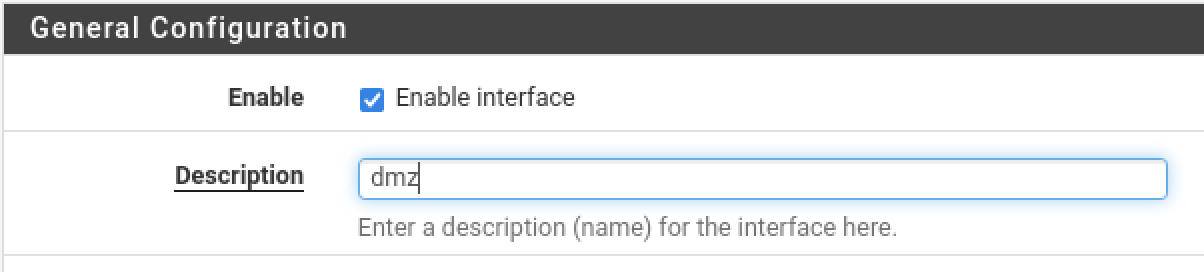 General Configuration
Enable
Enable interface
Description
dmz
Enter a description (name) for the interface here.